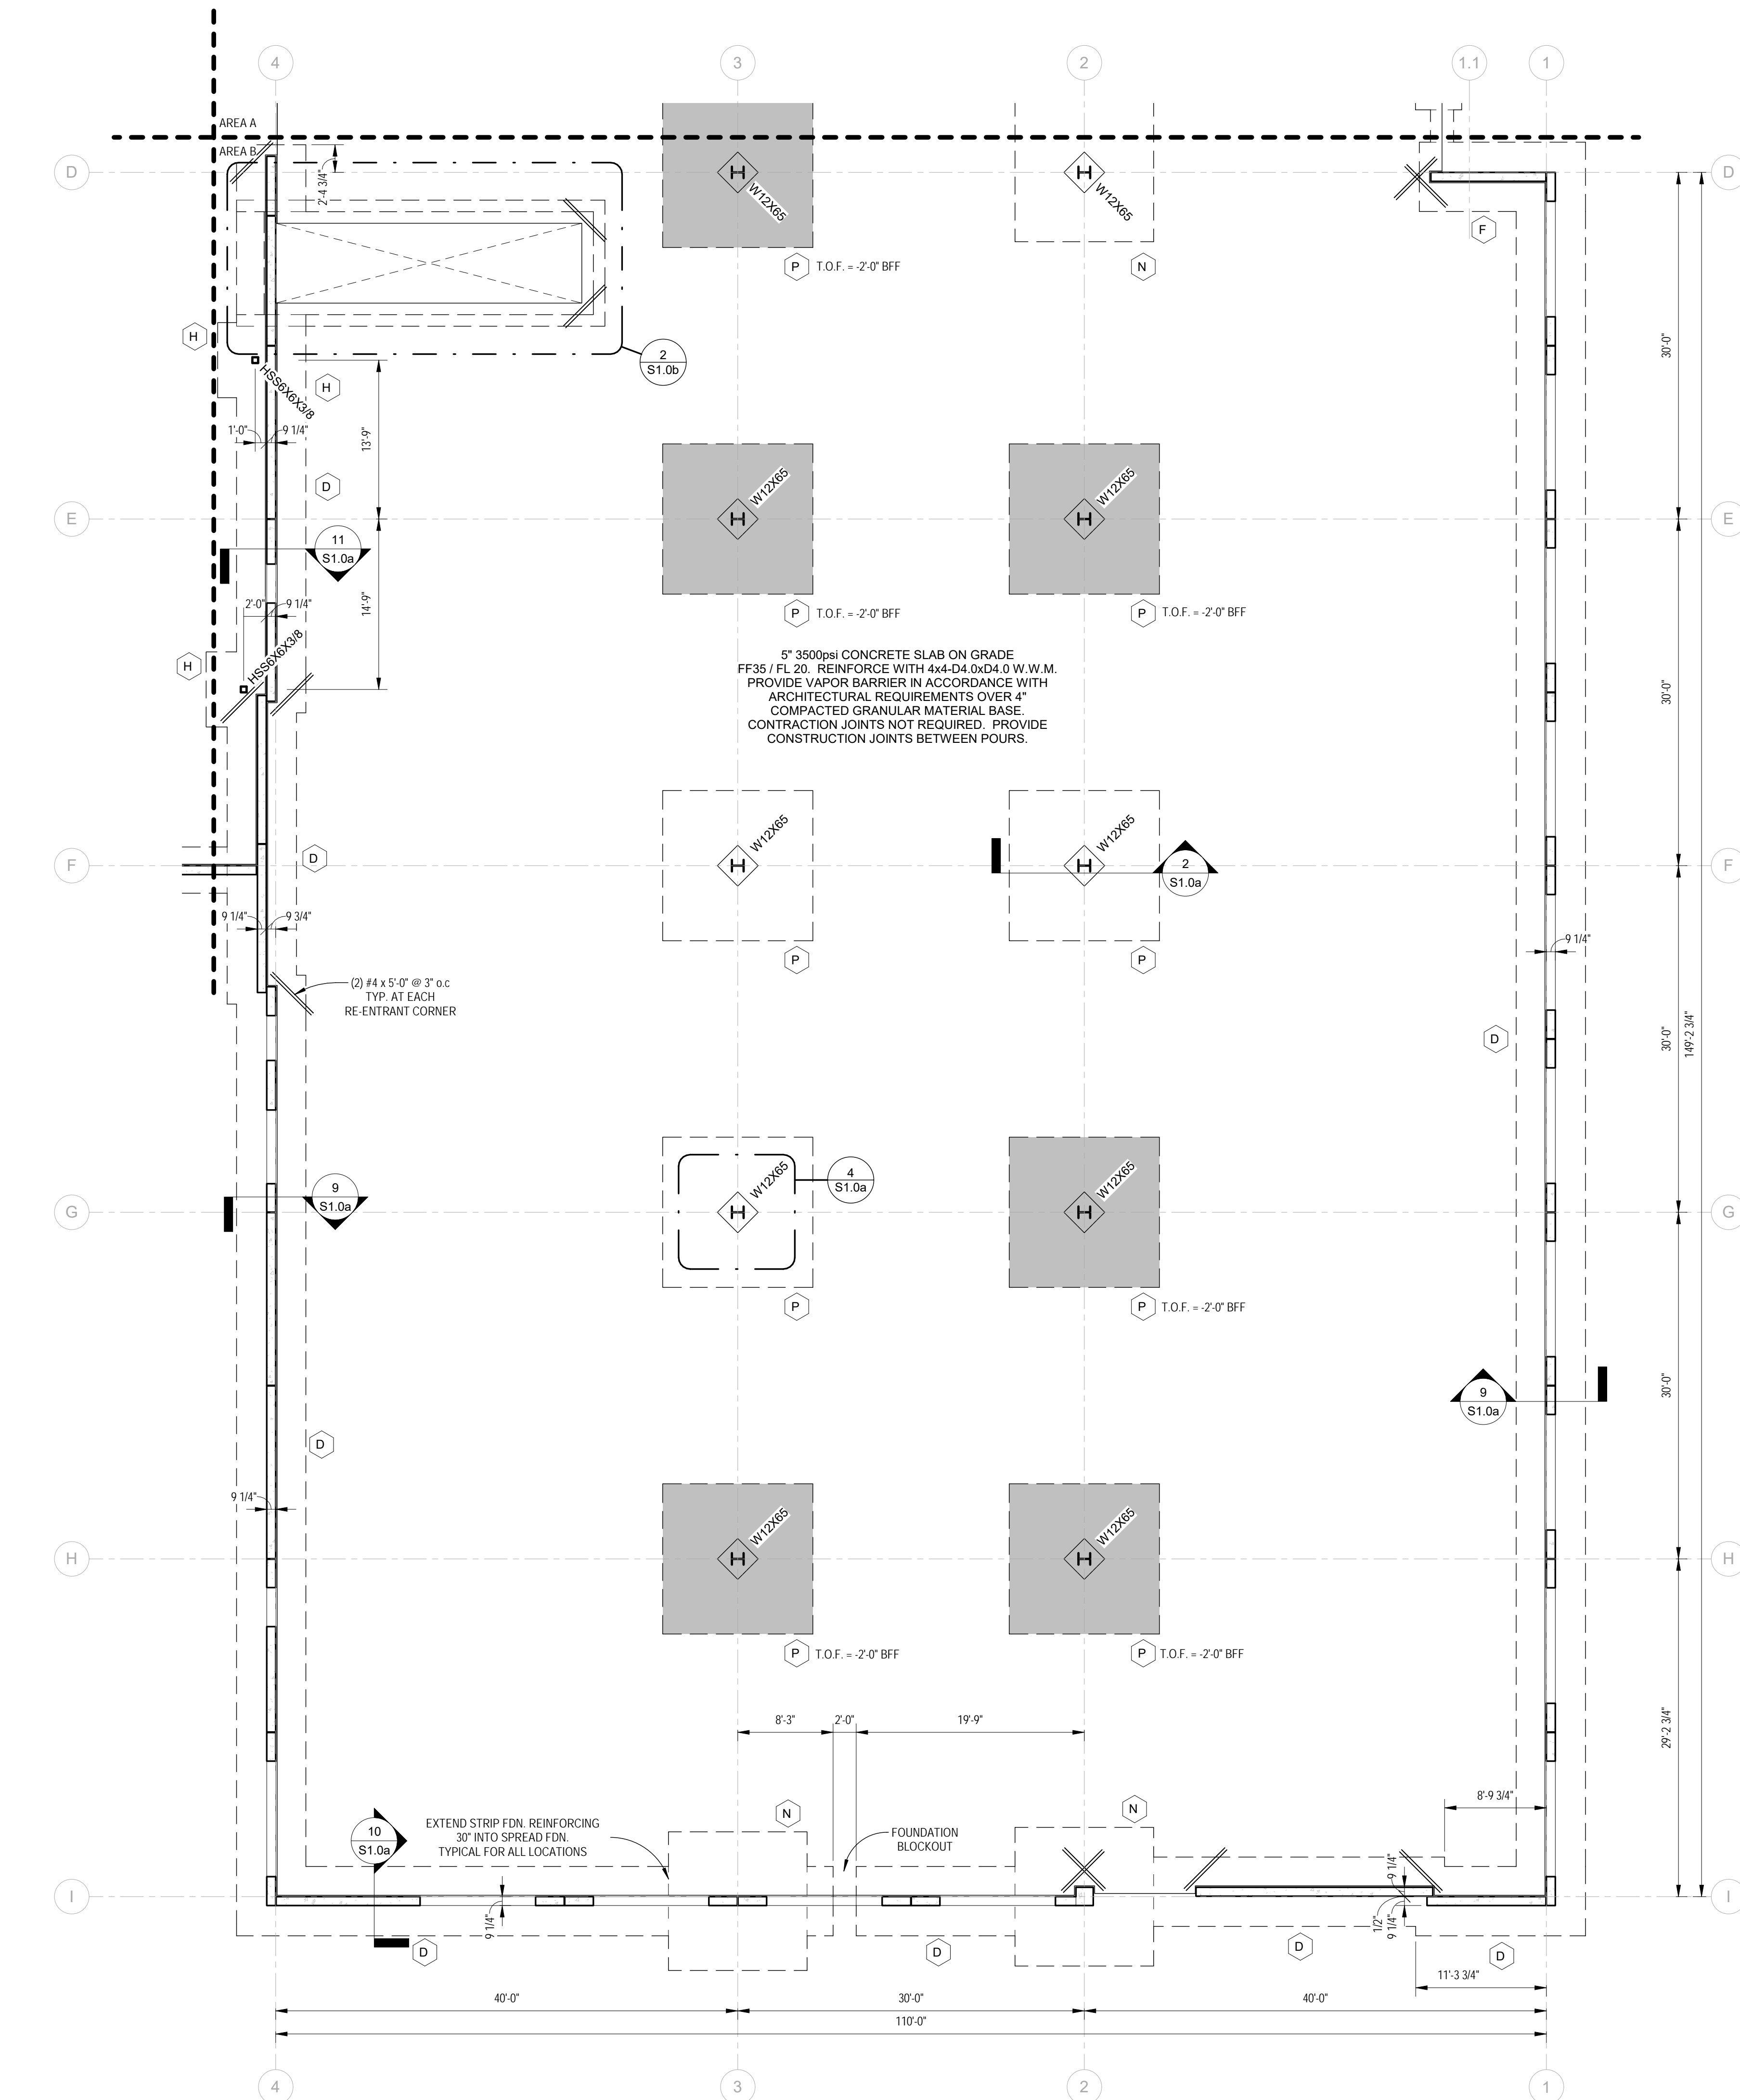 4
3
2
1.1
1
AREA A
AREA B
D
D
2'-4 3/4"
W12X65
W12X65
F
P T.O.F. = -2'-0" BFF
N
H
2
S1.0b
HSS6X6X3/8
H
30'-0"
1'-0"
9 1/4"
13'-9"
D
W12X65
W12X65
E
E
11
S1.0a
2'-0"
9 1/4"
14'-9"
P T.O.F. = -2'-0" BFF
P T.O.F. = -2'-0" BFF
HSS6X6X3/8
H
5" 3500psi CONCRETE SLAB ON GRADE
FF35 / FL 20. REINFORCE WITH 4x4-D4.0xD4.0 W.W.M.
PROVIDE VAPOR BARRIER IN ACCORDANCE WITH
ARCHITECTURAL REQUIREMENTS OVER 4"
COMPACTED GRANULAR MATERIAL BASE.
CONTRACTION JOINTS NOT REQUIRED. PROVIDE
CONSTRUCTION JOINTS BETWEEN POURS.
30'-0"
W12X65
W12X65
F
D
2
S1.0a
F
9 1/4"
9 3/4"
9 1/4"
P
P
(2) #4 x 5'-0" @ 3" o.c
TYP. AT EACH
RE-ENTRANT CORNER
D
30'-0"
149'-2 3/4"
W12X65
4
S1.0a
W12X65
9
S1.0a
G
G
P
P T.O.F. = -2'-0" BFF
30'-0"
9
S1.0a
D
9 1/4"
W12X65
W12X65
H
H
P T.O.F. = -2'-0" BFF
P T.O.F. = -2'-0" BFF
8'-3"
2'-0"
19'-9"
29'-2 3/4"
8'-9 3/4"
N
N
10
S1.0a
EXTEND STRIP FDN. REINFORCING
30" INTO SPREAD FDN.
TYPICAL FOR ALL LOCATIONS
FOUNDATION
BLOCKOUT
9 1/4"
I
I
9 1/4"
1/2"
9 1/4"
D
D
D
D
11'-3 3/4"
40'-0"
30'-0"
40'-0"
110'-0"
4
3
2
1